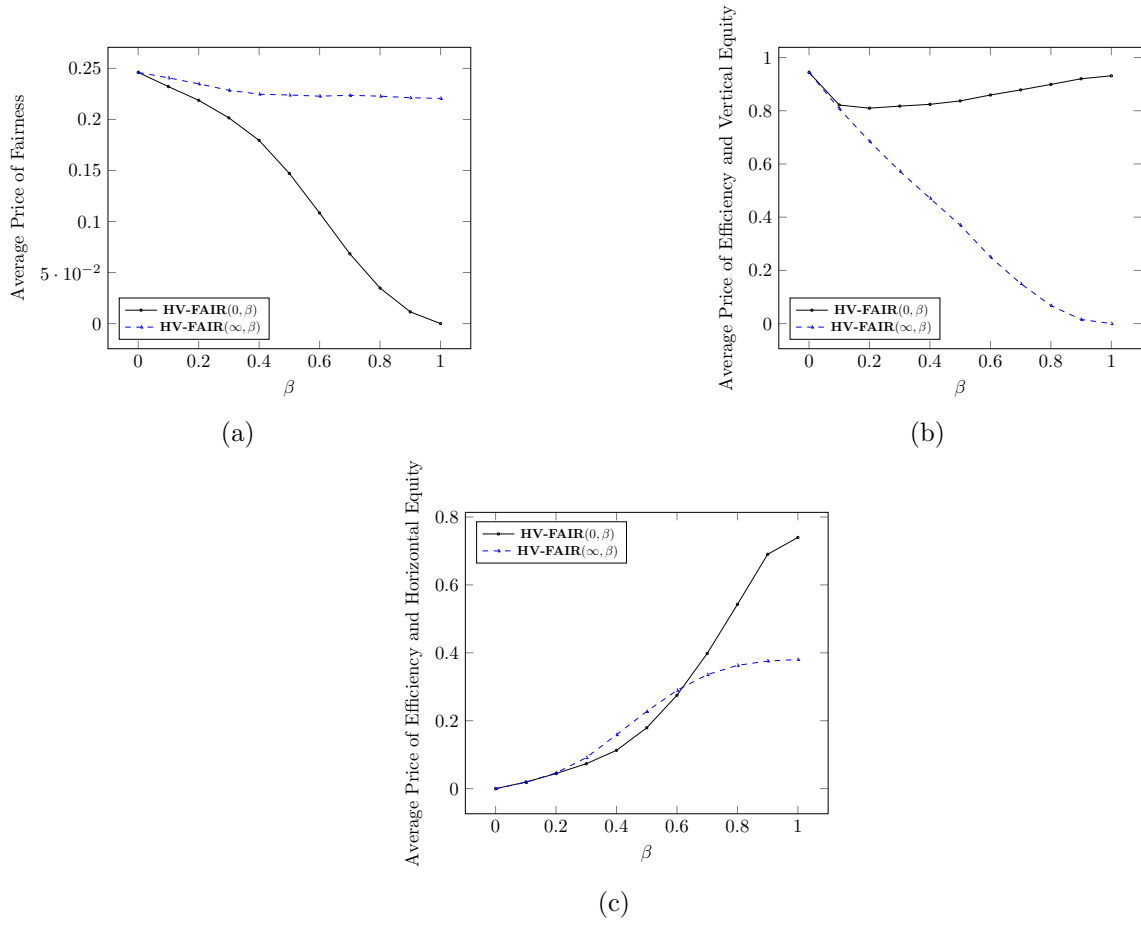 Average Price of Fairness
0.25
0.2
0.15
0.1
5 · 10⁻²
0
HV-FAIR(0, β)
HV-FAIR(∞, β)
0 0.2 0.4 0.6 0.8 1
β
(a)
Average Price of Efficiency and Vertical Equity
1
0.8
0.6
0.4
0.2
0
HV-FAIR(0, β)
HV-FAIR(∞, β)
0 0.2 0.4 0.6 0.8 1
β
(b)
Average Price of Efficiency and Horizontal Equity
0.8
HV-FAIR(0, β)
HV-FAIR(∞, β)
0.6
0.4
0.2
0
0 0.2 0.4 0.6 0.8 1
β
(c)